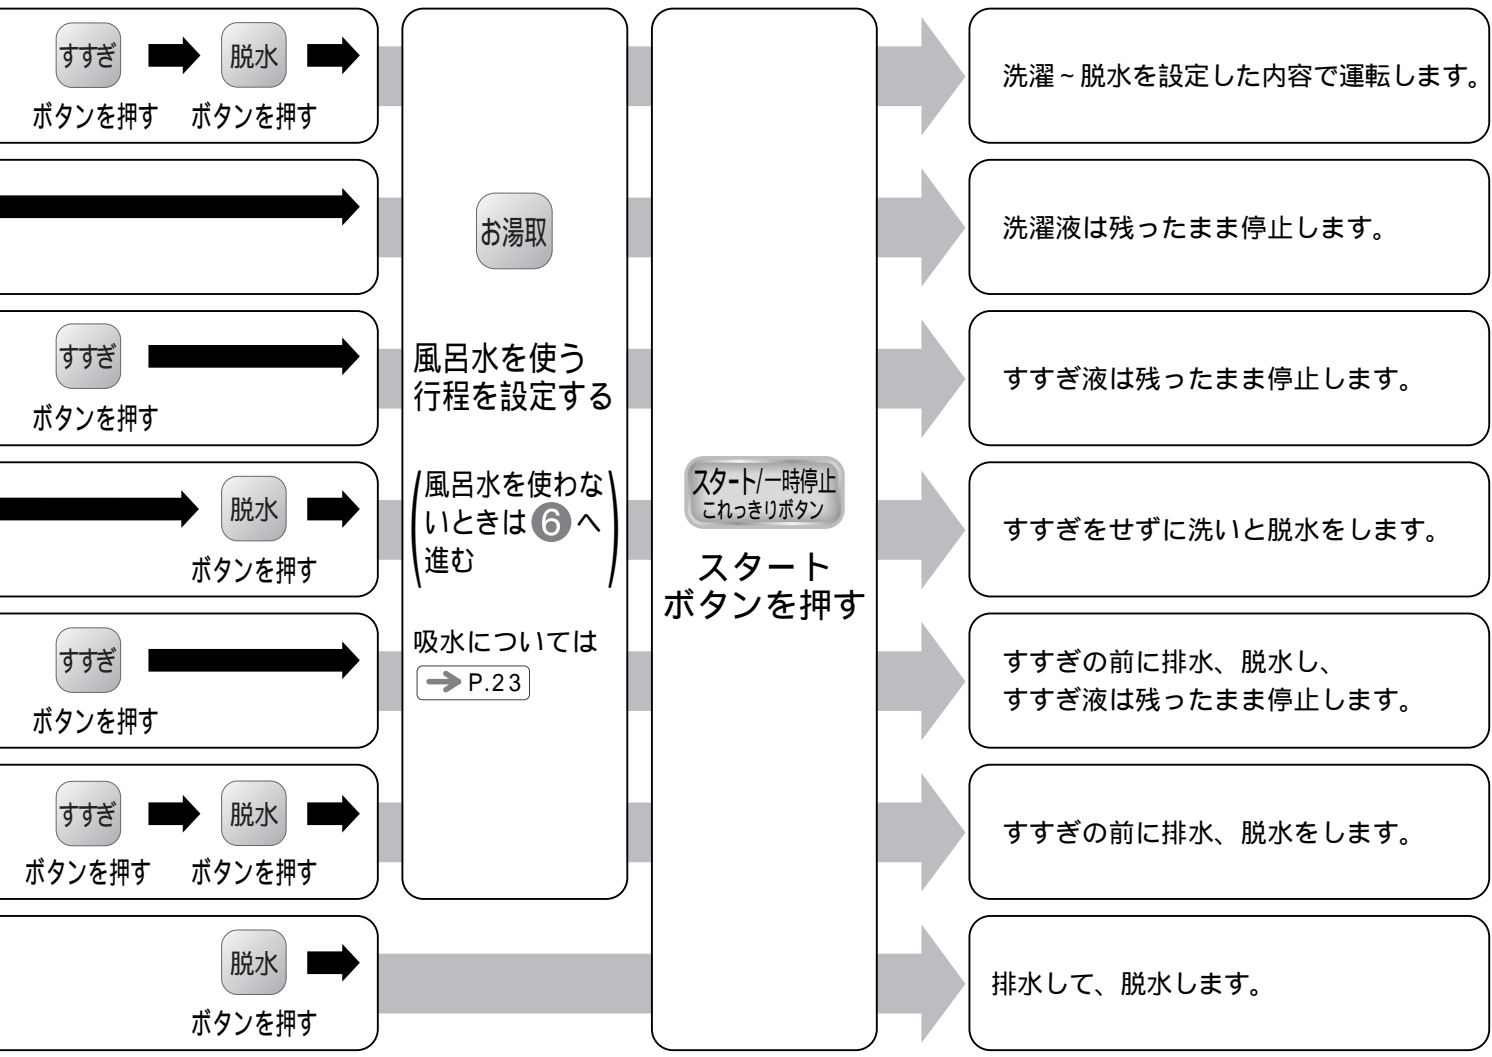 すすぎ
脱水
ボタンを押す
ボタンを押す
すすぎ
ボタンを押す
脱水
ボタンを押す
すすぎ
ボタンを押す
すすぎ
脱水
ボタンを押す
ボタンを押す
脱水
ボタンを押す
お湯取
風呂水を使う
行程を設定する
(風呂水を使わな
いときは6へ
進む)
吸水については
→ P.23
スタート/一時停止
これっきりボタン
スタート
ボタンを押す
洗濯~脱水を設定した内容で運転します。
洗濯液は残ったまま停止します。
すすぎ液は残ったまま停止します。
すすぎをせずに洗いと脱水をします。
すすぎの前に排水、脱水し、
すすぎ液は残ったまま停止します。
すすぎの前に排水、脱水をします。
排水して、脱水します。